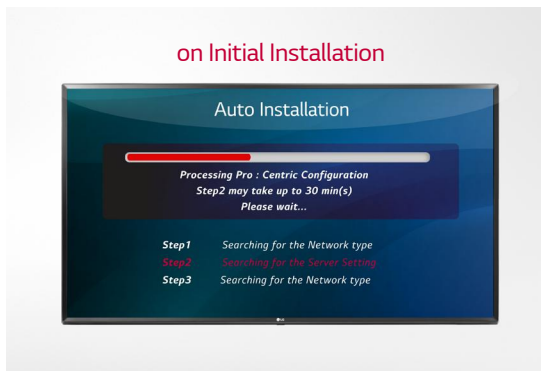 on Initial Installation
Auto Installation
Processing Pro : Centric Configuration
Step2 may take up to 30 min(s)
Please wait...
Step1 Searching for the Network type
Step2 Searching for the Server Setting
Step3 Searching for the Network type
LG